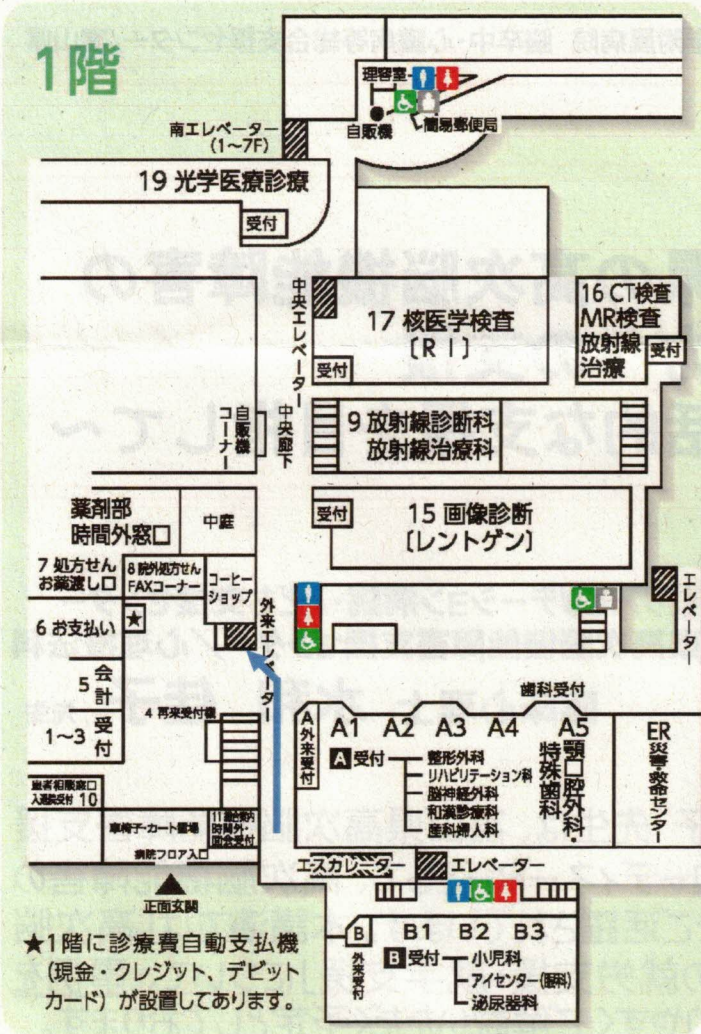 1階
理容室
自販機
簡易郵便局
南エレベーター
(1〜7F)
19 光学医療診療
受付
中央エレベーター
17 核医学検査
〔RI〕
受付
16 CT検査
MR検査
放射線
治療
受付
自販機
コーナー
中央廊下
9 放射線診断科
放射線治療科
薬剤部
時間外窓口
中庭
受付
15 画像診断
〔レントゲン〕
7 処方せん
お薬渡し口
8 院外処方せん
FAXコーナー
コーヒー
ショップ
外来エレベーター
エレベーター
6 お支払い
★
5 会計
1〜3 受付
4 再来受付機
歯科受付
A外来受付
A1 A2 A3 A4 A5
A 受付
整形外科
リハビリテーション科
脳神経外科
和漢診療科
産科婦人科
顎口腔外科・
特殊歯科
ER
災害・救命センター
患者相談窓口
入退院受付 10
車椅子・カート置場
11 総合案内
時間外・
面会受付
病院フロア入口
正面玄関
エスカレーター
エレベーター
B
外来受付
B1 B2 B3
B 受付
小児科
アイセンター(眼科)
泌尿器科
★1階に診療費自動支払機
(現金・クレジット、デビット
カード) が設置してあります。